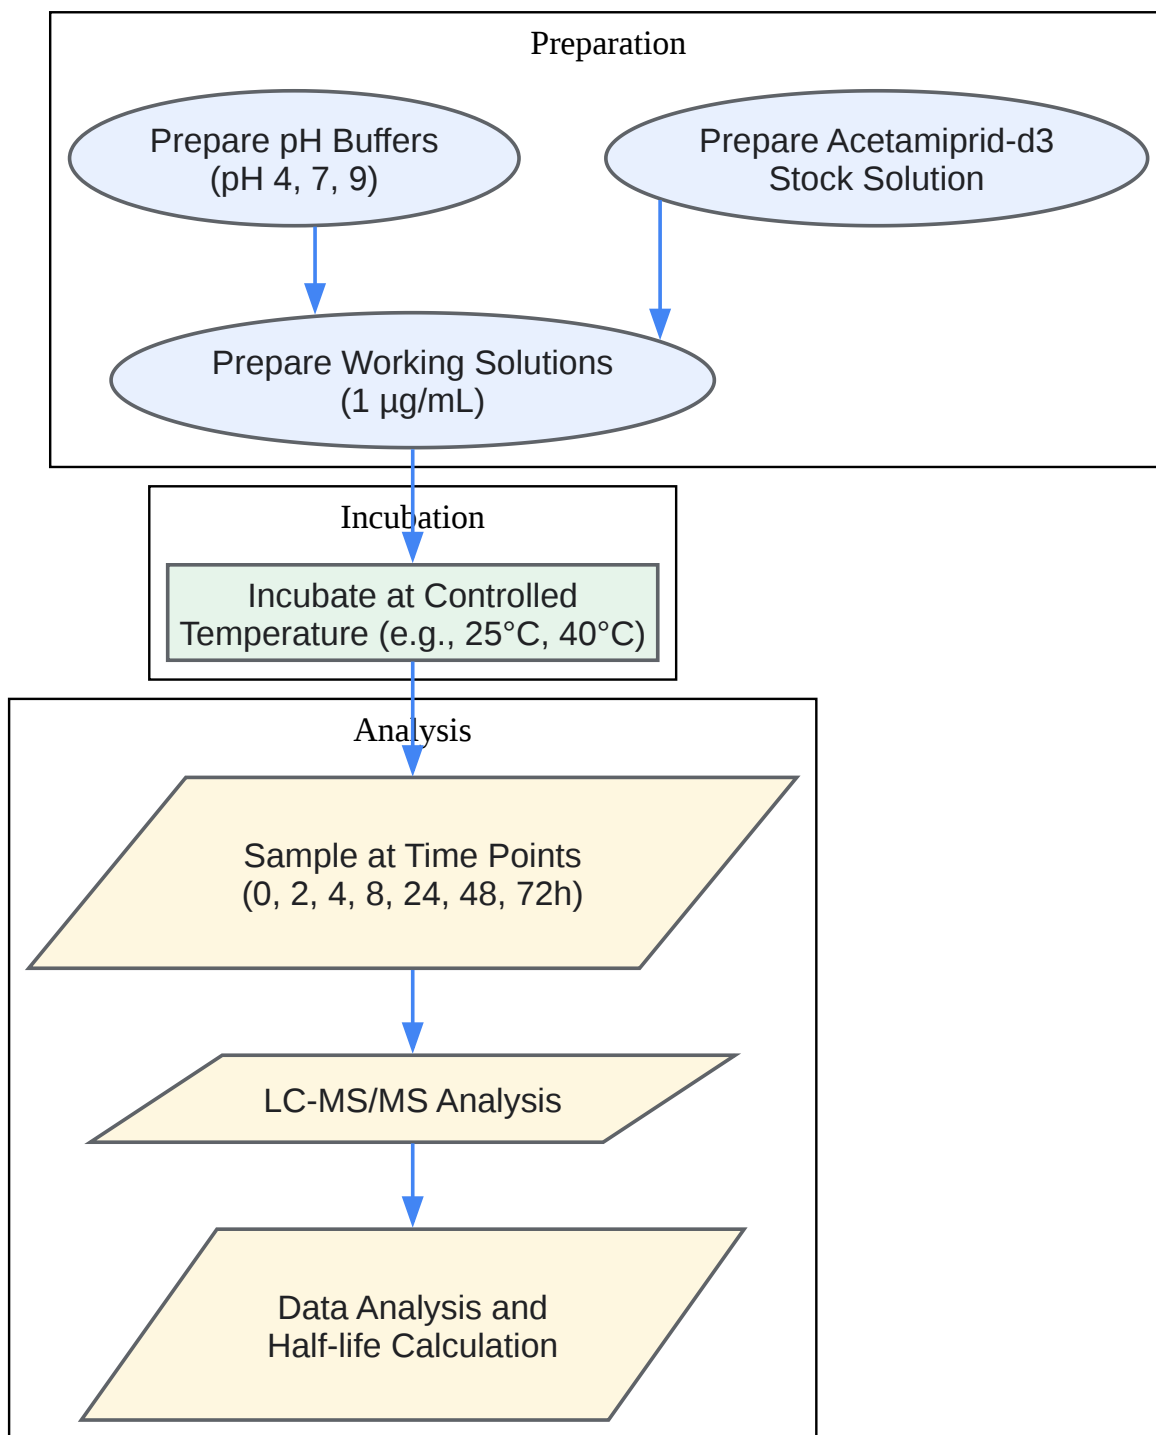 Preparation
Prepare pH Buffers
(pH 4, 7, 9)
Prepare Acetamiprid-d3
Stock Solution
Prepare Working Solutions
(1 µg/mL)
Incubation
Incubate at Controlled
Temperature (e.g., 25°C, 40°C)
Analysis
Sample at Time Points
(0, 2, 4, 8, 24, 48, 72h)
LC-MS/MS Analysis
Data Analysis and
Half-life Calculation